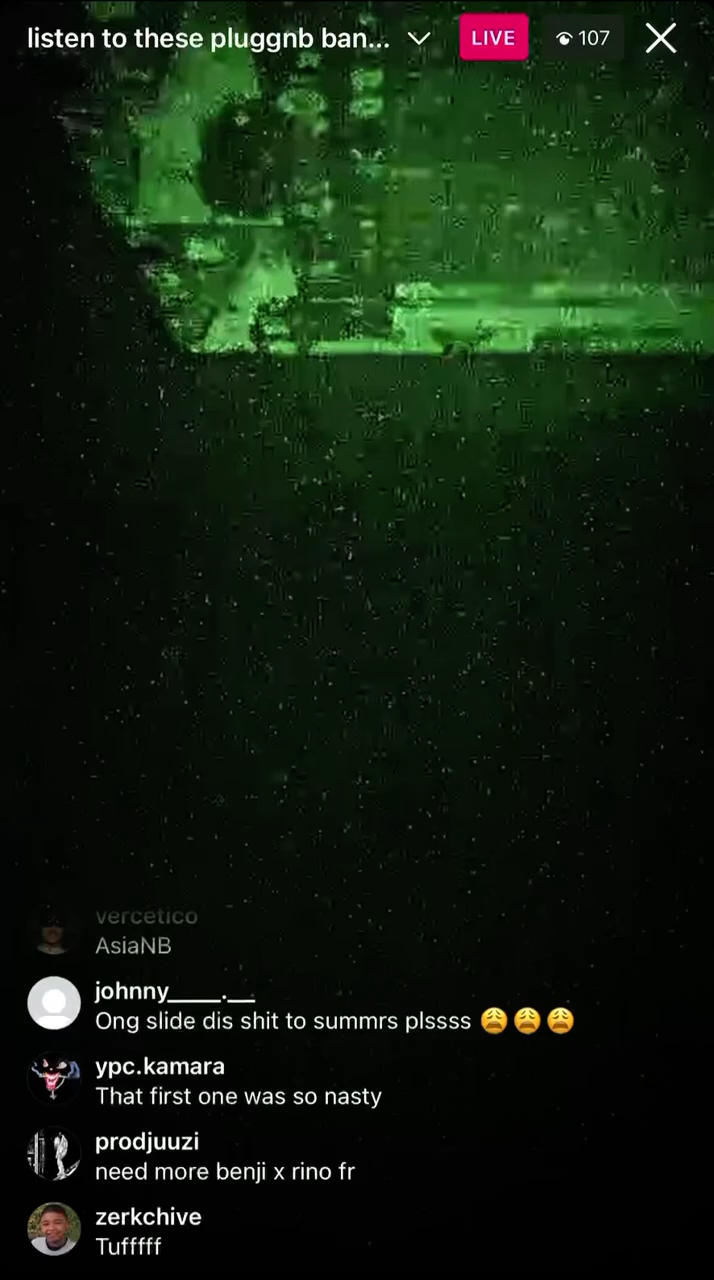 listen to these pluggnb ban...
LIVE
107
vercetico
AsiaNB
johnny_____.__
Ong slide dis shit to summrs plssss 😩😩😩
ypc.kamara
That first one was so nasty
prodjuuzi
need more benji x rino fr
zerkchive
Tufffff